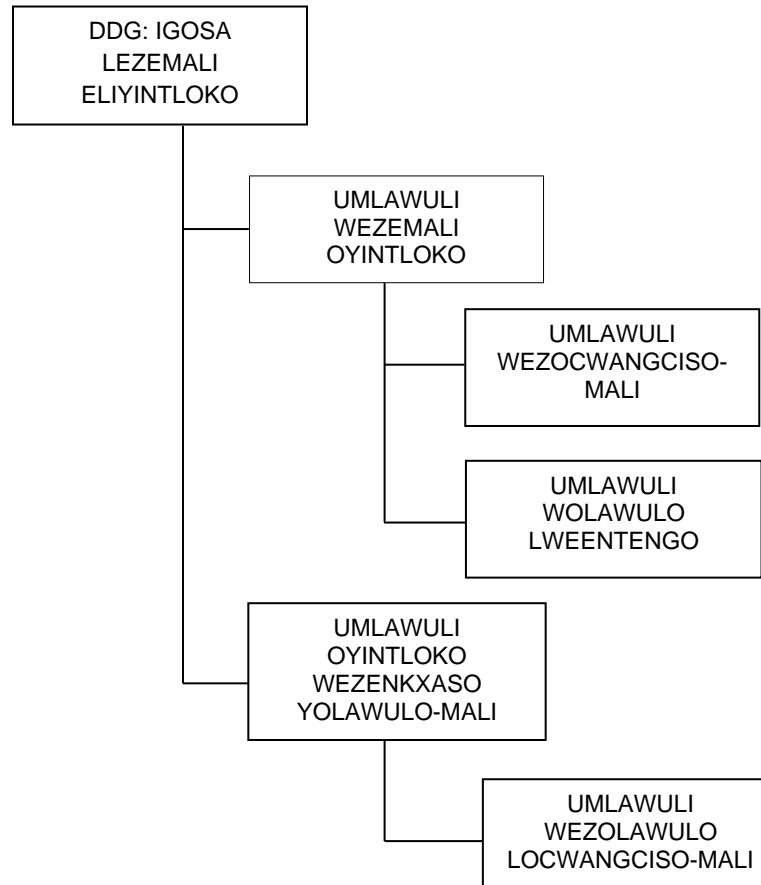 DDG: IGOSA
LEZEMALI
ELIYINTLOKO
UMLAWULI
WEZEMALI
OYINTLOKO
UMLAWULI
WEZOCWANGCISO-
MALI
UMLAWULI
WOLAWULO
LWEENTENGO
UMLAWULI
OYINTLOKO
WEZENKXASO
YOLAWULO-MALI
UMLAWULI
WEZOLAWULO
LOCWANGCISO-MALI